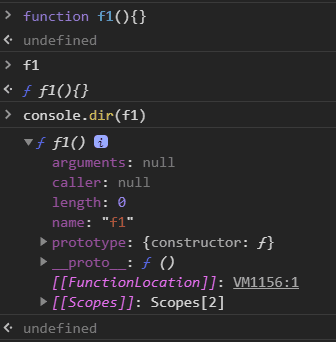 > function f1(){}
undefined
> f1
ƒ f1(){}
> console.dir(f1)
▼ƒ f1() i
arguments: null
caller: null
length: 0
name: "f1"
▶prototype: {constructor: ƒ}
▶__proto__: ƒ ()
[[FunctionLocation]]: VM1156:1
▶[[Scopes]]: Scopes[2]
undefined